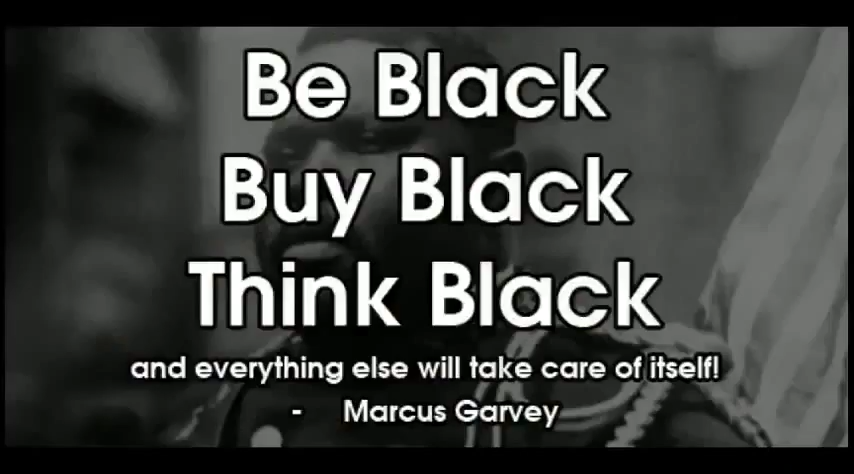 Be Black
Buy Black
Think Black
and everything else will take care of itself!
- Marcus Garvey